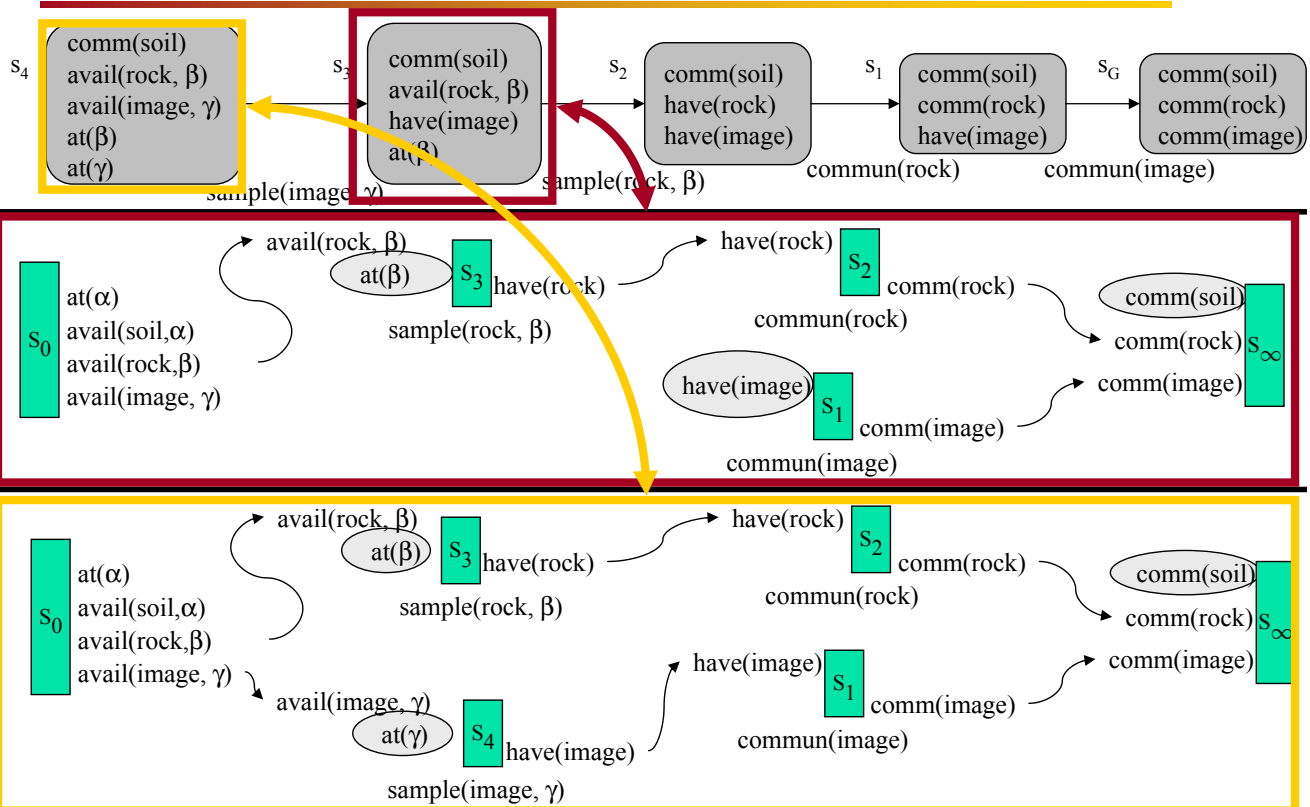 s4
comm(soil)
avail(rock, β)
avail(image, γ)
at(β)
at(γ)
sample(image, γ)
s3
comm(soil)
avail(rock, β)
have(image)
at(β)
sample(rock, β)
s2
comm(soil)
have(rock)
have(image)
commun(rock)
s1
comm(soil)
comm(rock)
have(image)
commun(image)
sG
comm(soil)
comm(rock)
comm(image)
S0
at(α)
avail(soil,α)
avail(rock,β)
avail(image, γ)
avail(rock, β)
at(β)
S3
have(rock)
sample(rock, β)
have(rock)
S2
comm(rock)
commun(rock)
have(image)
S1
comm(image)
commun(image)
comm(soil)
comm(rock)
comm(image)
S∞
S0
at(α)
avail(soil,α)
avail(rock,β)
avail(image, γ)
avail(rock, β)
at(β)
S3
have(rock)
sample(rock, β)
avail(image, γ)
at(γ)
S4
have(image)
sample(image, γ)
have(rock)
S2
comm(rock)
commun(rock)
have(image)
S1
comm(image)
commun(image)
comm(soil)
comm(rock)
comm(image)
S∞